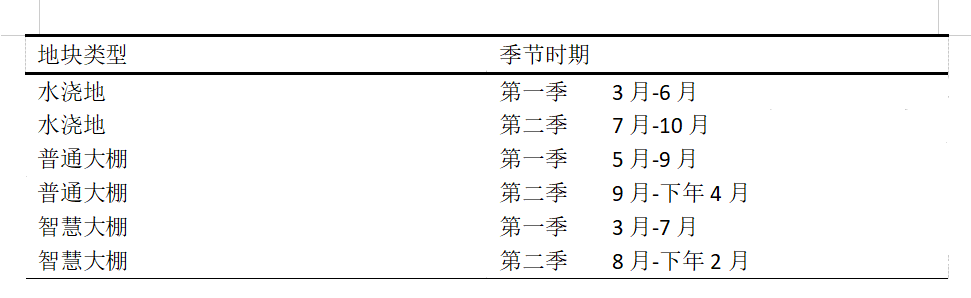 地块类型 季节时期
水浇地 第一季 3月-6月
水浇地 第二季 7月-10月
普通大棚 第一季 5月-9月
普通大棚 第二季 9月-下年4月
智慧大棚 第一季 3月-7月
智慧大棚 第二季 8月-下年2月